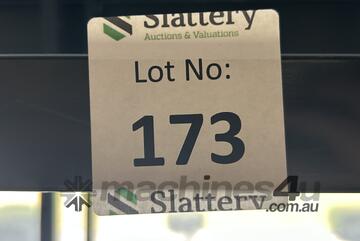 Slattery
Auctions & Valuations
Lot No:
173
machines4u
.com.au
Slattery